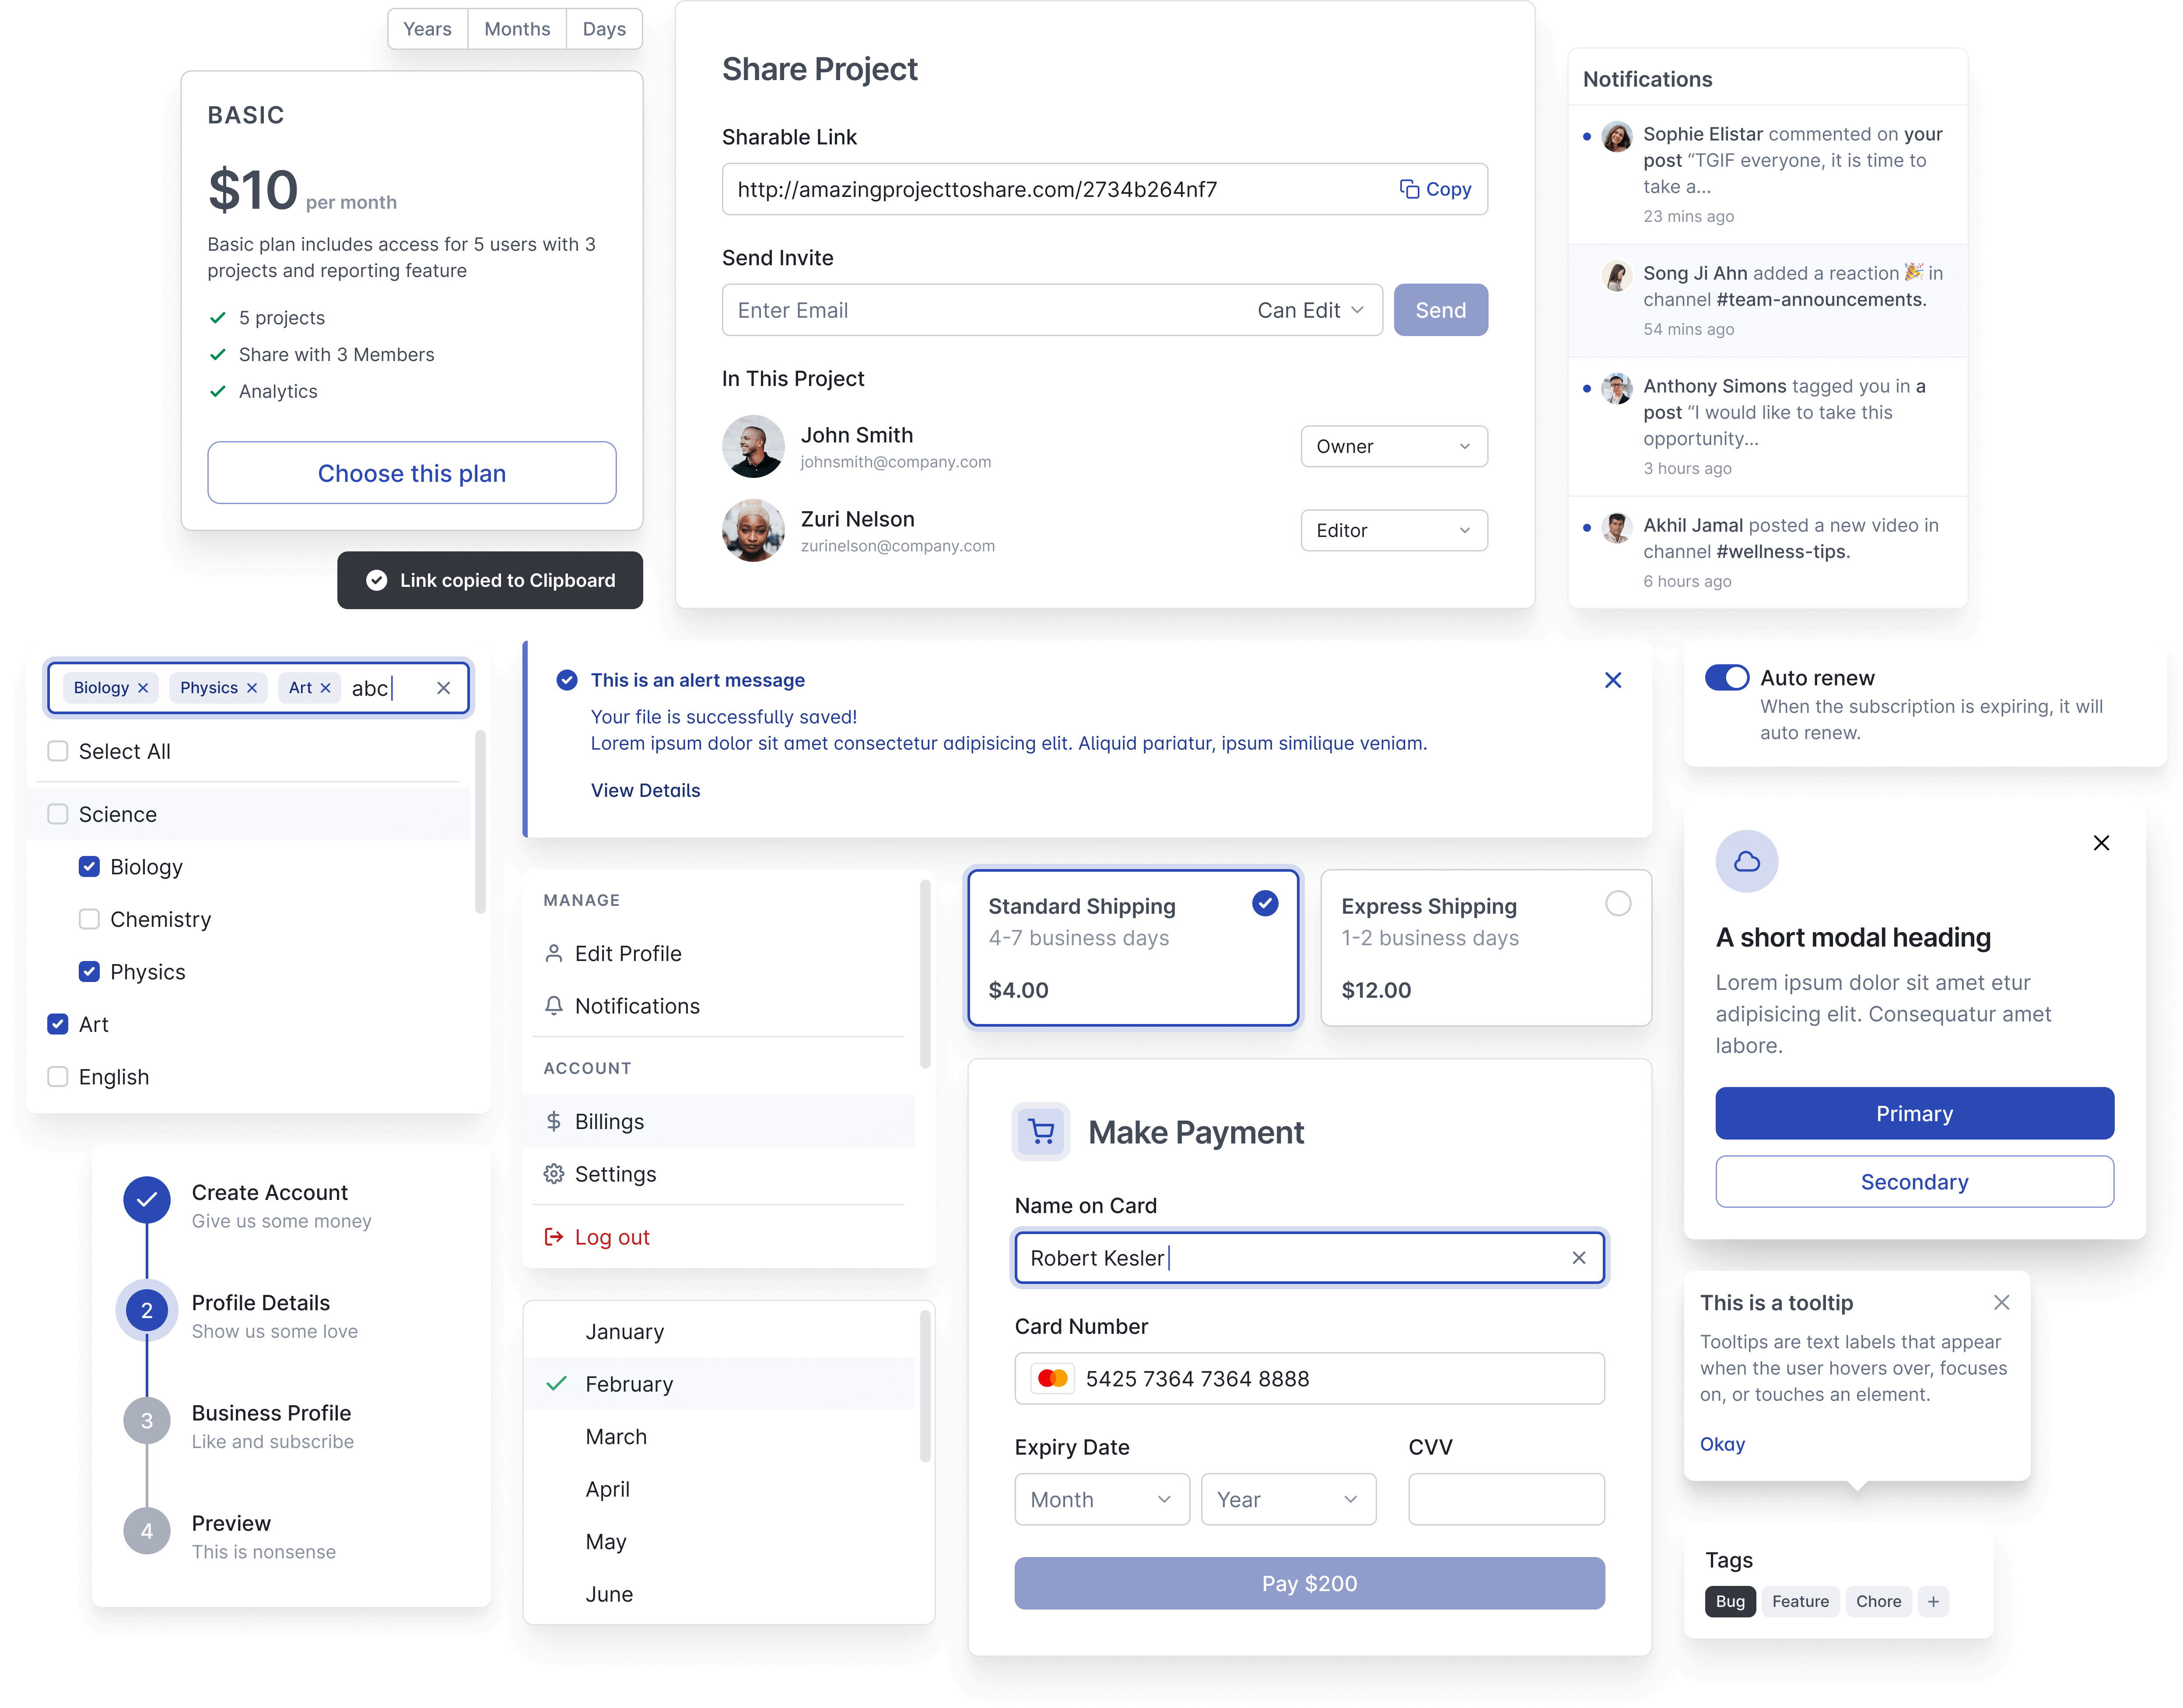 Years Months Days
BASIC
$10 per month
Basic plan includes access for 5 users with 3
projects and reporting feature
5 projects
Share with 3 Members
Analytics
Choose this plan
Link copied to Clipboard
Share Project
Sharable Link
http://amazingprojecttoshare.com/2734b264nf7 Copy
Send Invite
Enter Email Can Edit Send
In This Project
John Smith
johnsmith@company.com
Owner
Zuri Nelson
zurinelson@company.com
Editor
Notifications
Sophie Elistar commented on your
post “TGIF everyone, it is time to
take a...
23 mins ago
Song Ji Ahn added a reaction 🎉 in
channel #team-announcements.
54 mins ago
Anthony Simons tagged you in a
post “I would like to take this
opportunity...
3 hours ago
Akhil Jamal posted a new video in
channel #wellness-tips.
6 hours ago
Biology Physics Art abc
Select All
Science
Biology
Chemistry
Physics
Art
English
This is an alert message
Your file is successfully saved!
Lorem ipsum dolor sit amet consectetur adipisicing elit. Aliquid pariatur, ipsum similique veniam.
View Details
Auto renew
When the subscription is expiring, it will
auto renew.
MANAGE
Edit Profile
Notifications
ACCOUNT
Billings
Settings
Log out
Standard Shipping
4-7 business days
$4.00
Express Shipping
1-2 business days
$12.00
A short modal heading
Lorem ipsum dolor sit amet etur
adipisicing elit. Consequatur amet
labore.
Primary
Secondary
Create Account
Give us some money
2
Profile Details
Show us some love
3
Business Profile
Like and subscribe
4
Preview
This is nonsense
January
February
March
April
May
June
Make Payment
Name on Card
Robert Kesler
Card Number
5425 7364 7364 8888
Expiry Date CVV
Month Year
Pay $200
This is a tooltip
Tooltips are text labels that appear
when the user hovers over, focuses
on, or touches an element.
Okay
Tags
Bug Feature Chore +